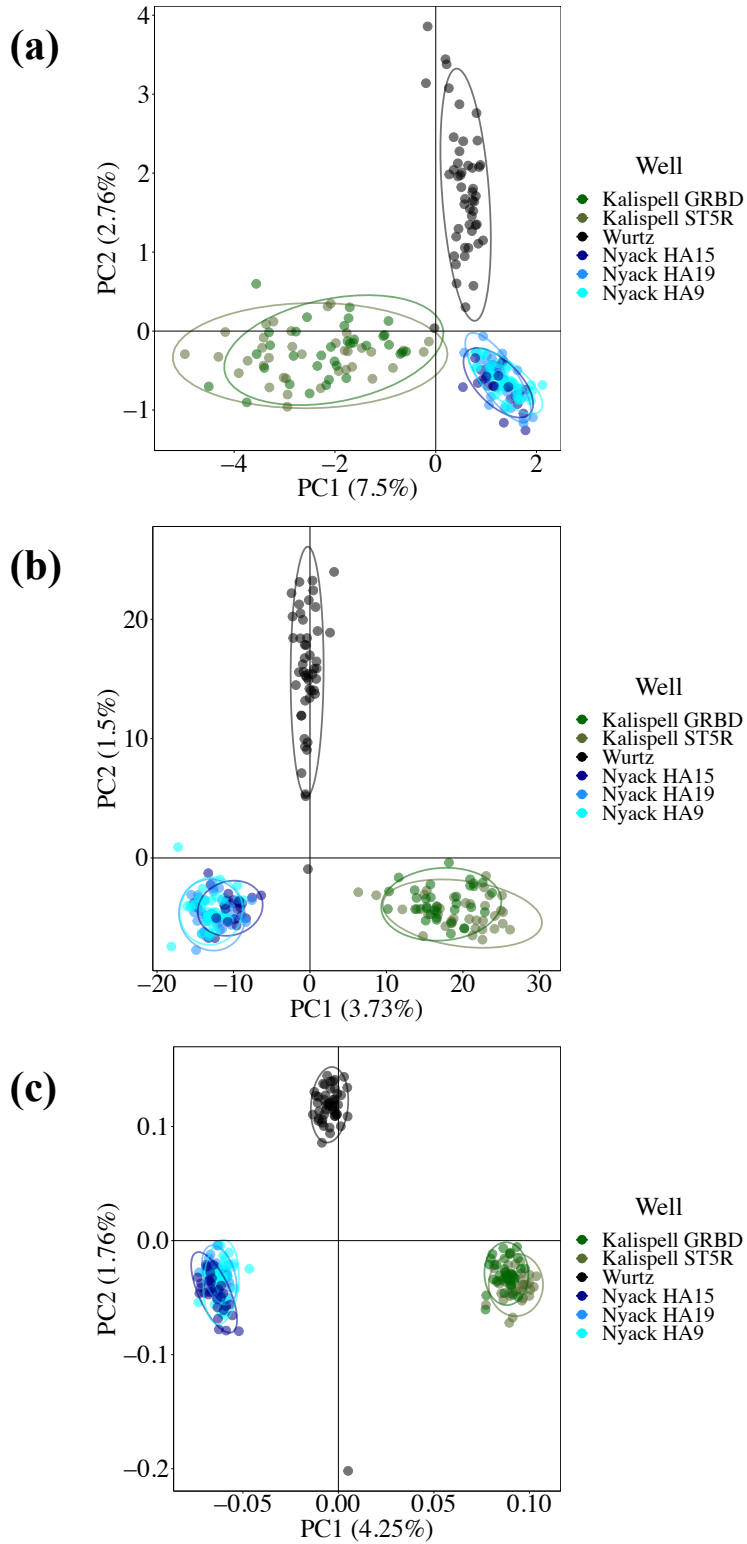 (a)
PC2 (2.76%)
4
3
2
1
0
−1
−4
−2
0
2
PC1 (7.5%)
Well
Kalispell GRBD
Kalispell ST5R
Wurtz
Nyack HA15
Nyack HA19
Nyack HA9
(b)
PC2 (1.5%)
20
10
0
−20
−10
0
10
20
30
PC1 (3.73%)
Well
Kalispell GRBD
Kalispell ST5R
Wurtz
Nyack HA15
Nyack HA19
Nyack HA9
(c)
PC2 (1.76%)
0.1
0.0
−0.1
−0.2
−0.05
0.00
0.05
0.10
PC1 (4.25%)
Well
Kalispell GRBD
Kalispell ST5R
Wurtz
Nyack HA15
Nyack HA19
Nyack HA9